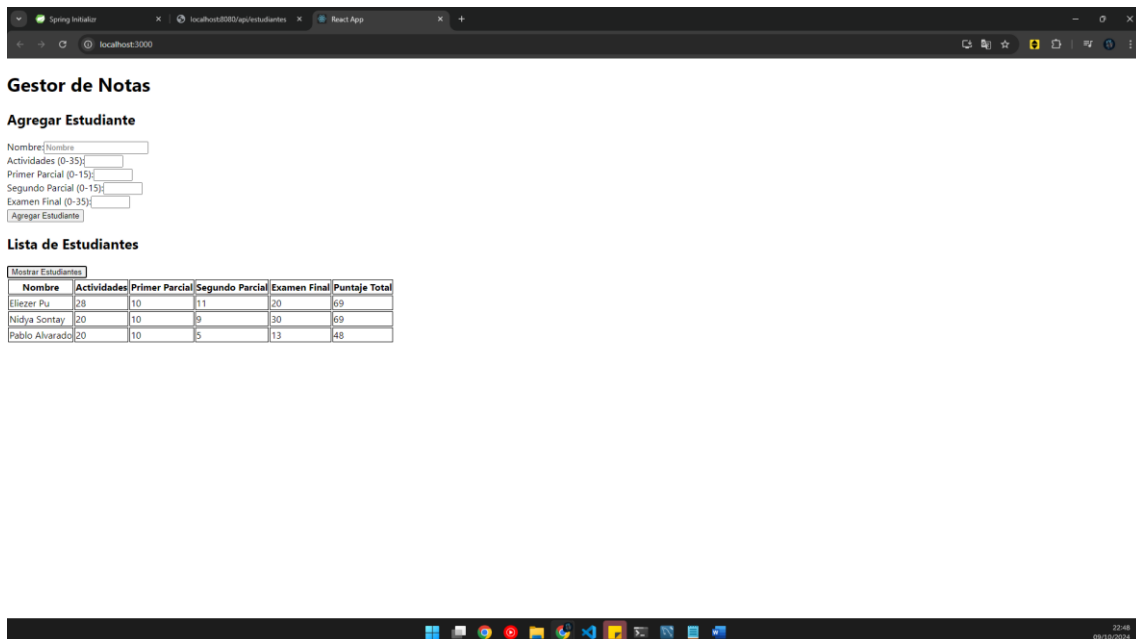 Spring Initializr
localhost:8080/api/estudiantes
React App
localhost:3000
Gestor de Notas
Agregar Estudiante
Nombre: Nombre
Actividades (0-35):
Primer Parcial (0-15):
Segundo Parcial (0-15):
Examen Final (0-35):
Agregar Estudiante
Lista de Estudiantes
Mostrar Estudiantes
Nombre Actividades Primer Parcial Segundo Parcial Examen Final Puntaje Total
Eliezer Pu 28 10 11 20 69
Nidya Sontay 20 10 9 30 69
Pablo Alvarado 20 10 5 13 48
22:48
09/10/2024